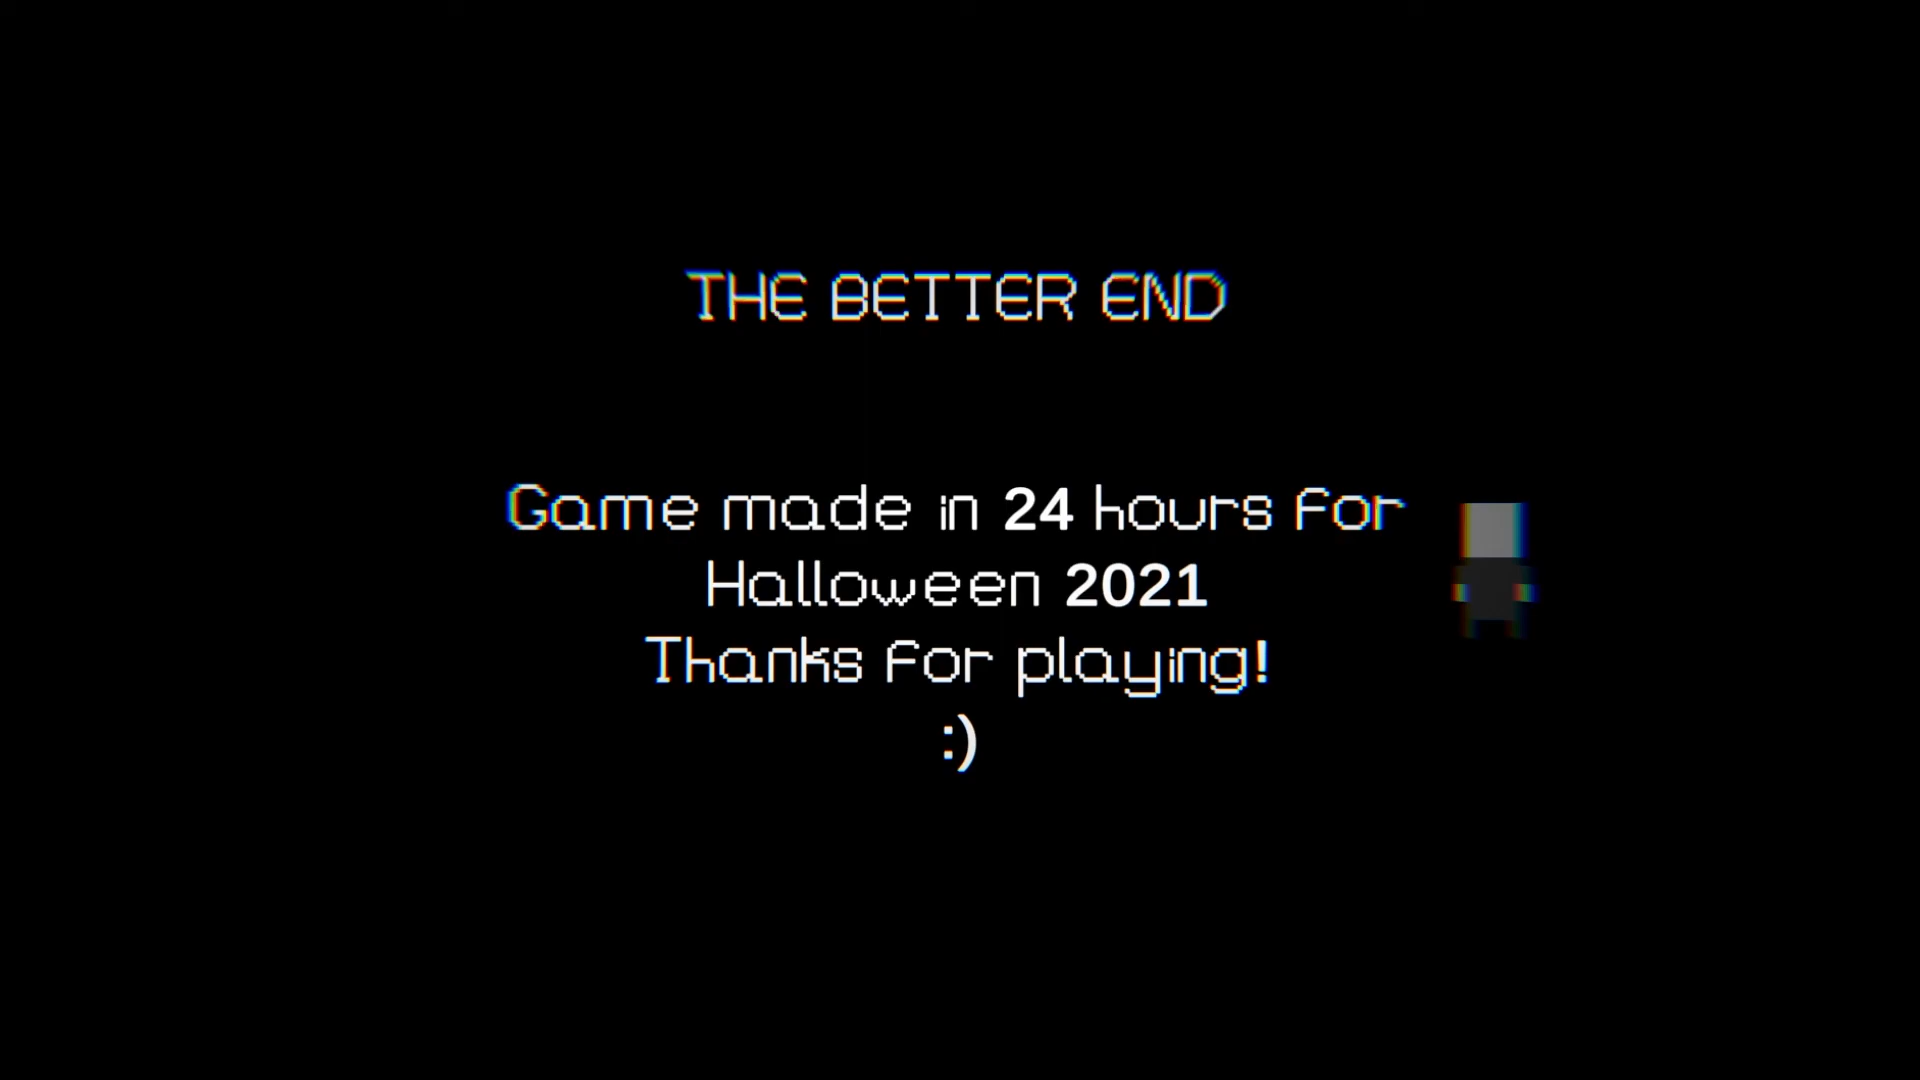 THE BETTER END
Game made in 24 hours for
Halloween 2021
Thanks for playing!
:)